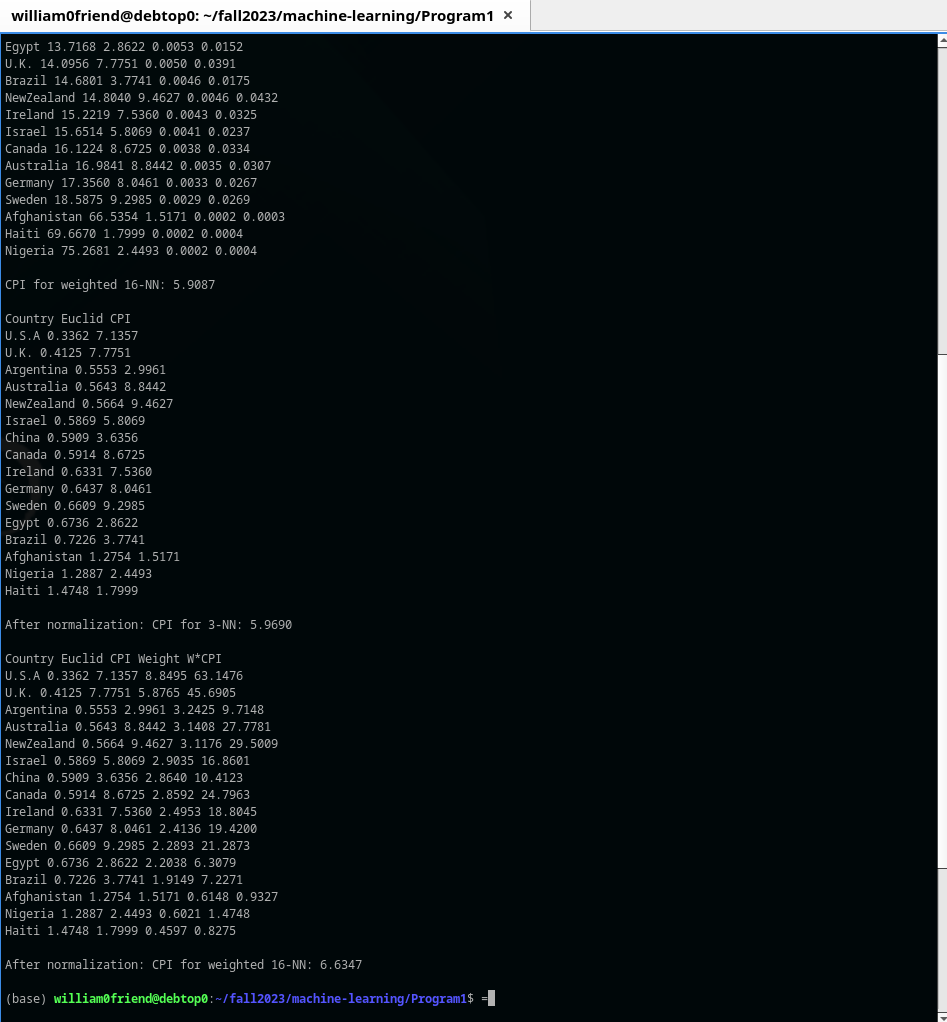 william0friend@debtop0: ~/fall2023/machine-learning/Program1 ×
Egypt 13.7168 2.8622 0.0053 0.0152
U.K. 14.0956 7.7751 0.0050 0.0391
Brazil 14.6801 3.7741 0.0046 0.0175
NewZealand 14.8040 9.4627 0.0046 0.0432
Ireland 15.2219 7.5360 0.0043 0.0325
Israel 15.6514 5.8069 0.0041 0.0237
Canada 16.1224 8.6725 0.0038 0.0334
Australia 16.9841 8.8442 0.0035 0.0307
Germany 17.3560 8.0461 0.0033 0.0267
Sweden 18.5875 9.2985 0.0029 0.0269
Afghanistan 66.5354 1.5171 0.0002 0.0003
Haiti 69.6670 1.7999 0.0002 0.0004
Nigeria 75.2681 2.4493 0.0002 0.0004
CPI for weighted 16-NN: 5.9087
Country Euclid CPI
U.S.A 0.3362 7.1357
U.K. 0.4125 7.7751
Argentina 0.5553 2.9961
Australia 0.5643 8.8442
NewZealand 0.5664 9.4627
Israel 0.5869 5.8069
China 0.5909 3.6356
Canada 0.5914 8.6725
Ireland 0.6331 7.5360
Germany 0.6437 8.0461
Sweden 0.6609 9.2985
Egypt 0.6736 2.8622
Brazil 0.7226 3.7741
Afghanistan 1.2754 1.5171
Nigeria 1.2887 2.4493
Haiti 1.4748 1.7999
After normalization: CPI for 3-NN: 5.9690
Country Euclid CPI Weight W*CPI
U.S.A 0.3362 7.1357 8.8495 63.1476
U.K. 0.4125 7.7751 5.8765 45.6905
Argentina 0.5553 2.9961 3.2425 9.7148
Australia 0.5643 8.8442 3.1408 27.7781
NewZealand 0.5664 9.4627 3.1176 29.5009
Israel 0.5869 5.8069 2.9035 16.8601
China 0.5909 3.6356 2.8640 10.4123
Canada 0.5914 8.6725 2.8592 24.7963
Ireland 0.6331 7.5360 2.4953 18.8045
Germany 0.6437 8.0461 2.4136 19.4200
Sweden 0.6609 9.2985 2.2893 21.2873
Egypt 0.6736 2.8622 2.2038 6.3079
Brazil 0.7226 3.7741 1.9149 7.2271
Afghanistan 1.2754 1.5171 0.6148 0.9327
Nigeria 1.2887 2.4493 0.6021 1.4748
Haiti 1.4748 1.7999 0.4597 0.8275
After normalization: CPI for weighted 16-NN: 6.6347
(base) william0friend@debtop0:~/fall2023/machine-learning/Program1$ =